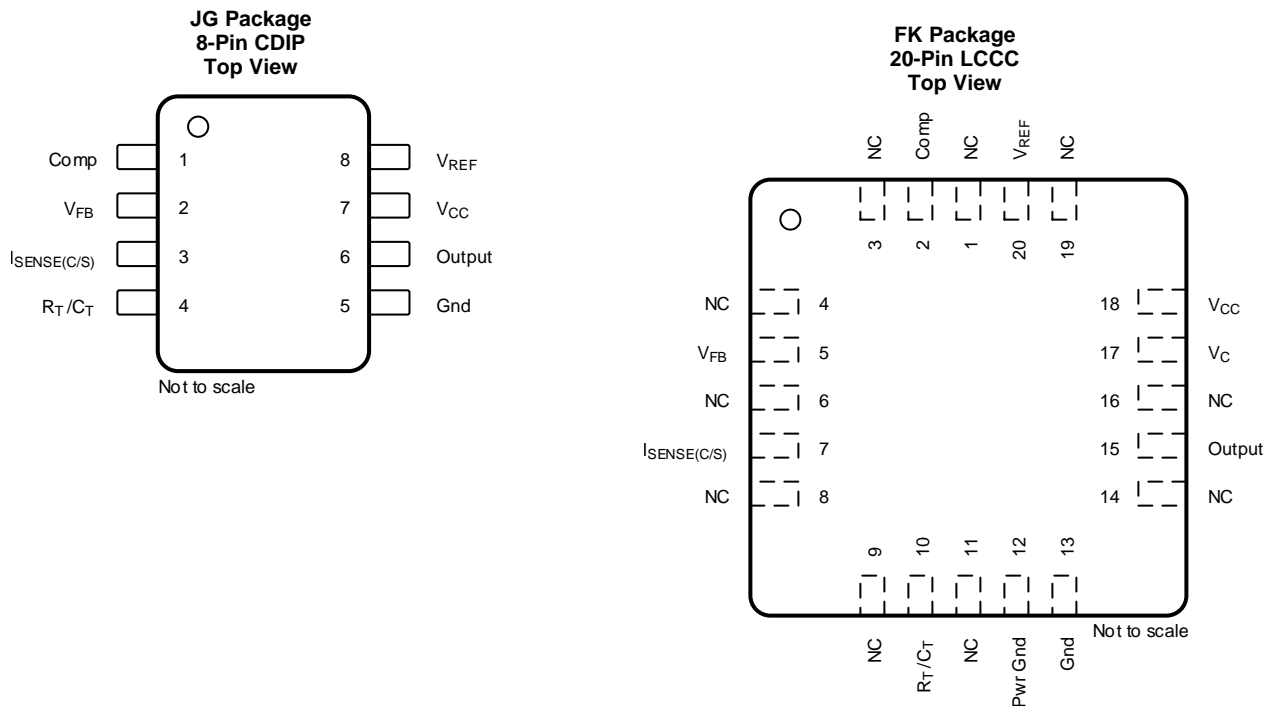 JG Package
8-Pin CDIP
Top View
Comp
1
8
VREF
VFB
2
7
VCC
ISENSE(C/S)
3
6
Output
RT/CT
4
5
Gnd
Not to scale
FK Package
20-Pin LCCC
Top View
NC
Comp
NC
VREF
NC
3
2
1
20
19
NC
4
18
VCC
VFB
5
17
VC
NC
6
16
NC
ISENSE(C/S)
7
15
Output
NC
8
14
NC
9
10
11
12
13
NC
RT/CT
NC
Pwr Gnd
Gnd
Not to scale